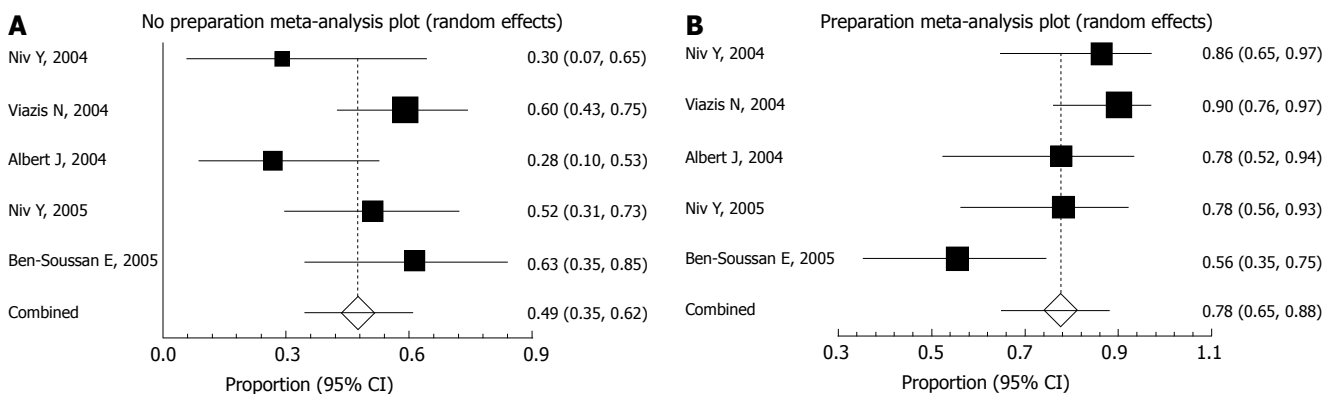 A
No preparation meta-analysis plot (random effects)
Niv Y, 2004 0.30 (0.07, 0.65)
Viazis N, 2004 0.60 (0.43, 0.75)
Albert J, 2004 0.28 (0.10, 0.53)
Niv Y, 2005 0.52 (0.31, 0.73)
Ben-Soussan E, 2005 0.63 (0.35, 0.85)
Combined 0.49 (0.35, 0.62)
0.0 0.3 0.6 0.9
Proportion (95% CI)
B
Preparation meta-analysis plot (random effects)
Niv Y, 2004 0.86 (0.65, 0.97)
Viazis N, 2004 0.90 (0.76, 0.97)
Albert J, 2004 0.78 (0.52, 0.94)
Niv Y, 2005 0.78 (0.56, 0.93)
Ben-Soussan E, 2005 0.56 (0.35, 0.75)
Combined 0.78 (0.65, 0.88)
0.3 0.5 0.7 0.9 1.1
Proportion (95% CI)